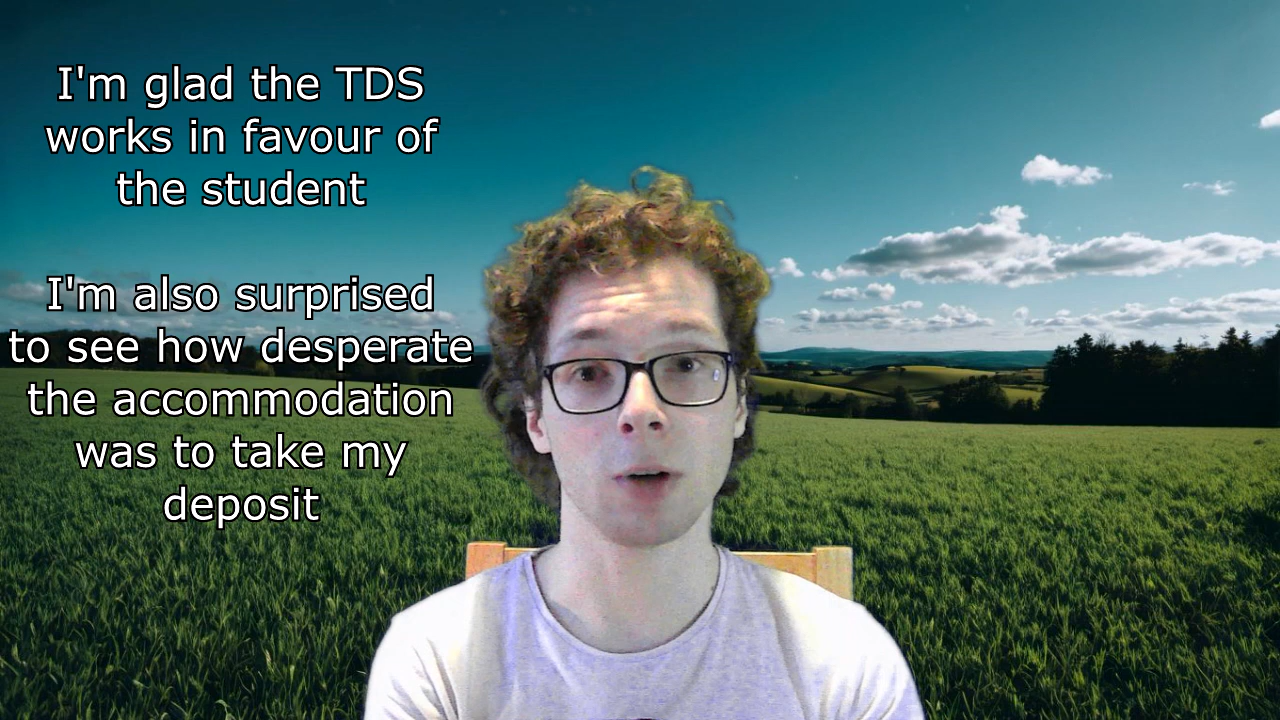 I'm glad the TDS
works in favour of
the student
I'm also surprised
to see how desperate
the accommodation
was to take my
deposit